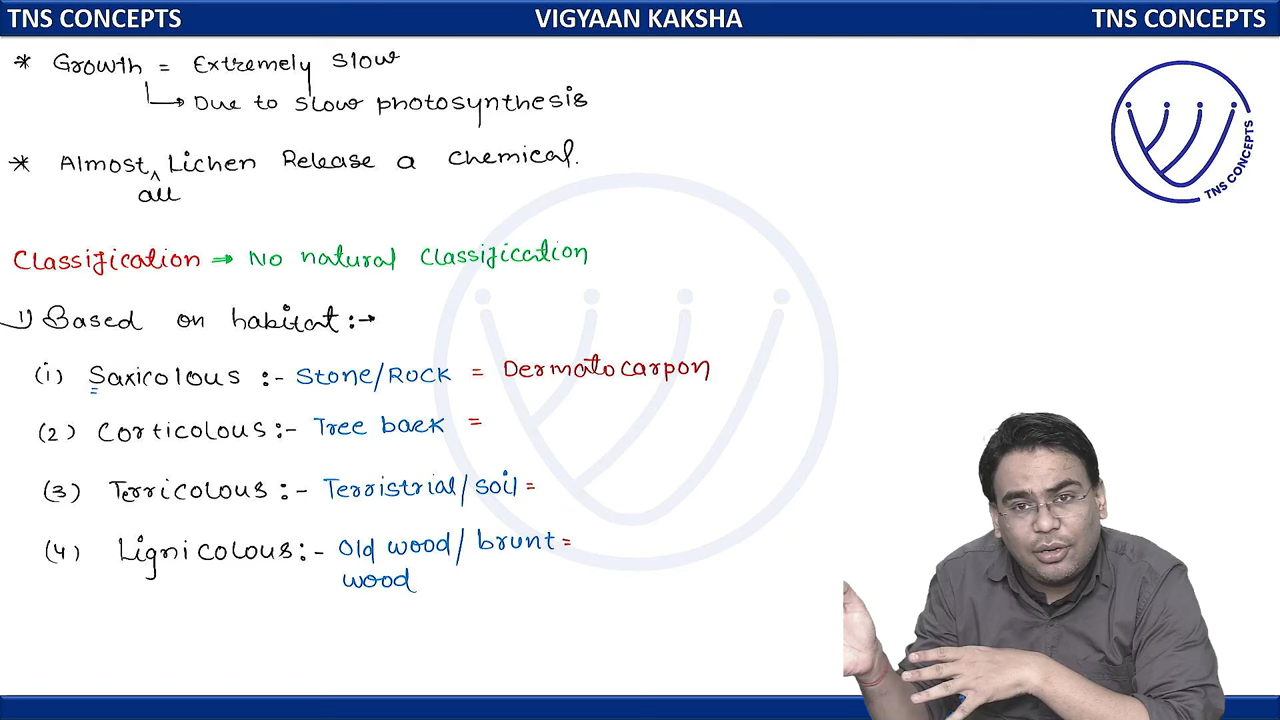 TNS CONCEPTS VIGYAAN KAKSHA TNS CONCEPTS
* Growth = Extremely Slow
Due to slow photosynthesis
* Almost ^ Lichen Release a chemical.
all
TNS CONCEPTS
Classification → No natural classification
1) Based on habitat :→
(i) Saxicolous :- Stone/Rock = Dermatocarpon
(2) Corticolous :- Tree baek =
(3) Terricolous :- Terristrial/soil =
(4) Lignicolous :- Old wood/ brunt =
wood